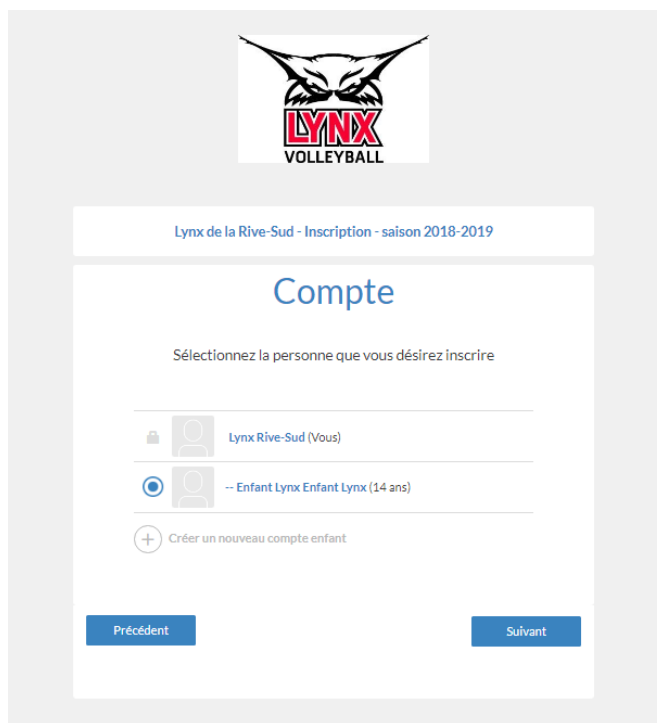 LYNX
VOLLEYBALL
Lynx de la Rive-Sud - Inscription - saison 2018-2019
Compte
Sélectionnez la personne que vous désirez inscrire
Lynx Rive-Sud (Vous)
-- Enfant Lynx Enfant Lynx (14 ans)
Créer un nouveau compte enfant
Précédent
Suivant